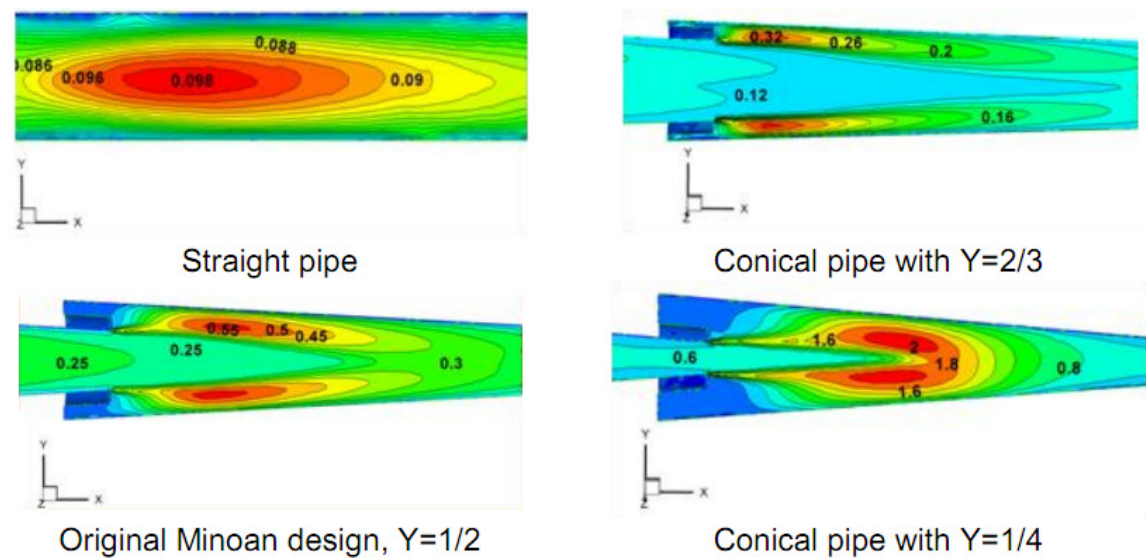 0.088
0.086
0.096
0.098
0.09
Y
Z
X
Straight pipe
0.32
0.26
0.2
0.12
0.16
Y
Z
X
Conical pipe with Y=2/3
0.55
0.5
0.45
0.25
0.25
0.3
Y
Z
X
Original Minoan design, Y=1/2
1.6
2
0.6
1.8
0.8
1.6
Y
Z
X
Conical pipe with Y=1/4